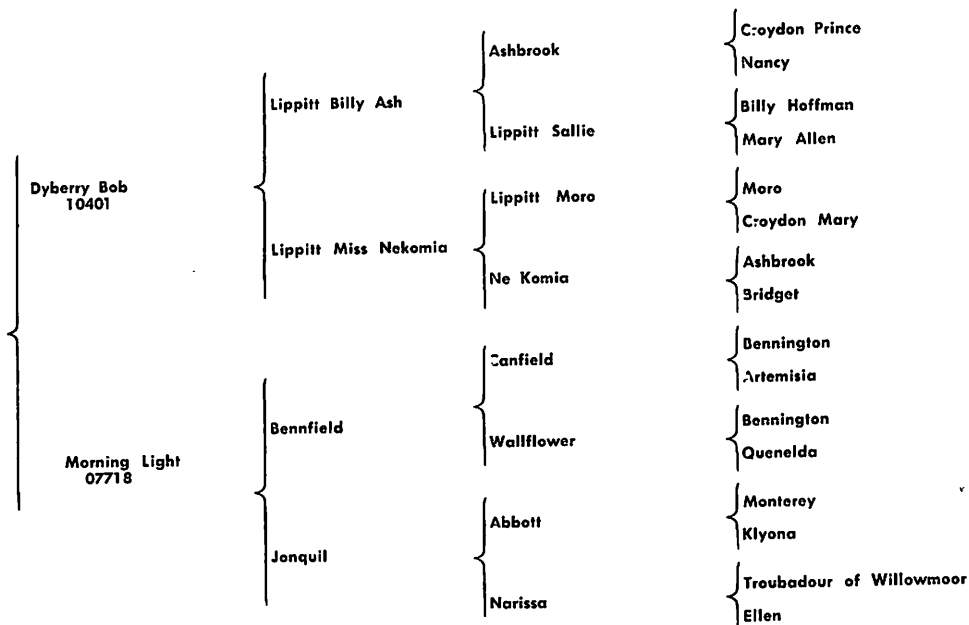 Croydon Prince
Ashbrook
Nancy
Lippitt Billy Ash
Billy Hoffman
Lippitt Sallie
Mary Allen
Dyberry Bob
10401
Moro
Lippitt Moro
Croydon Mary
Lippitt Miss Nekomia
Ashbrook
Ne Komia
Bridget
Bennington
Canfield
Artemisia
Bennfield
Bennington
Wallflower
Quenelda
Morning Light
07718
Monterey
Abbott
Klyona
Jonquil
Troubadour of Willowmoor
Narissa
Ellen